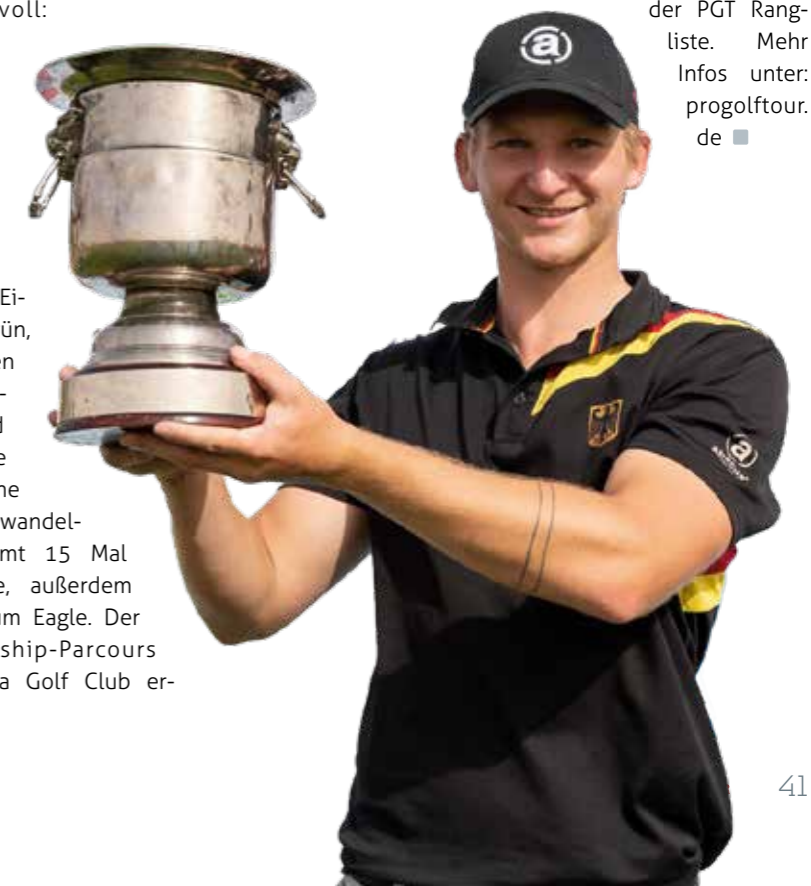 voll:
Ei-
ün,
en
-
d
e
ne
wandel-
mt 15 Mal
e, außerdem
um Eagle. Der
ship-Parcours
a Golf Club er-
der PGT Rang-
liste. Mehr
Infos unter:
progolftour.
de
a
a
41